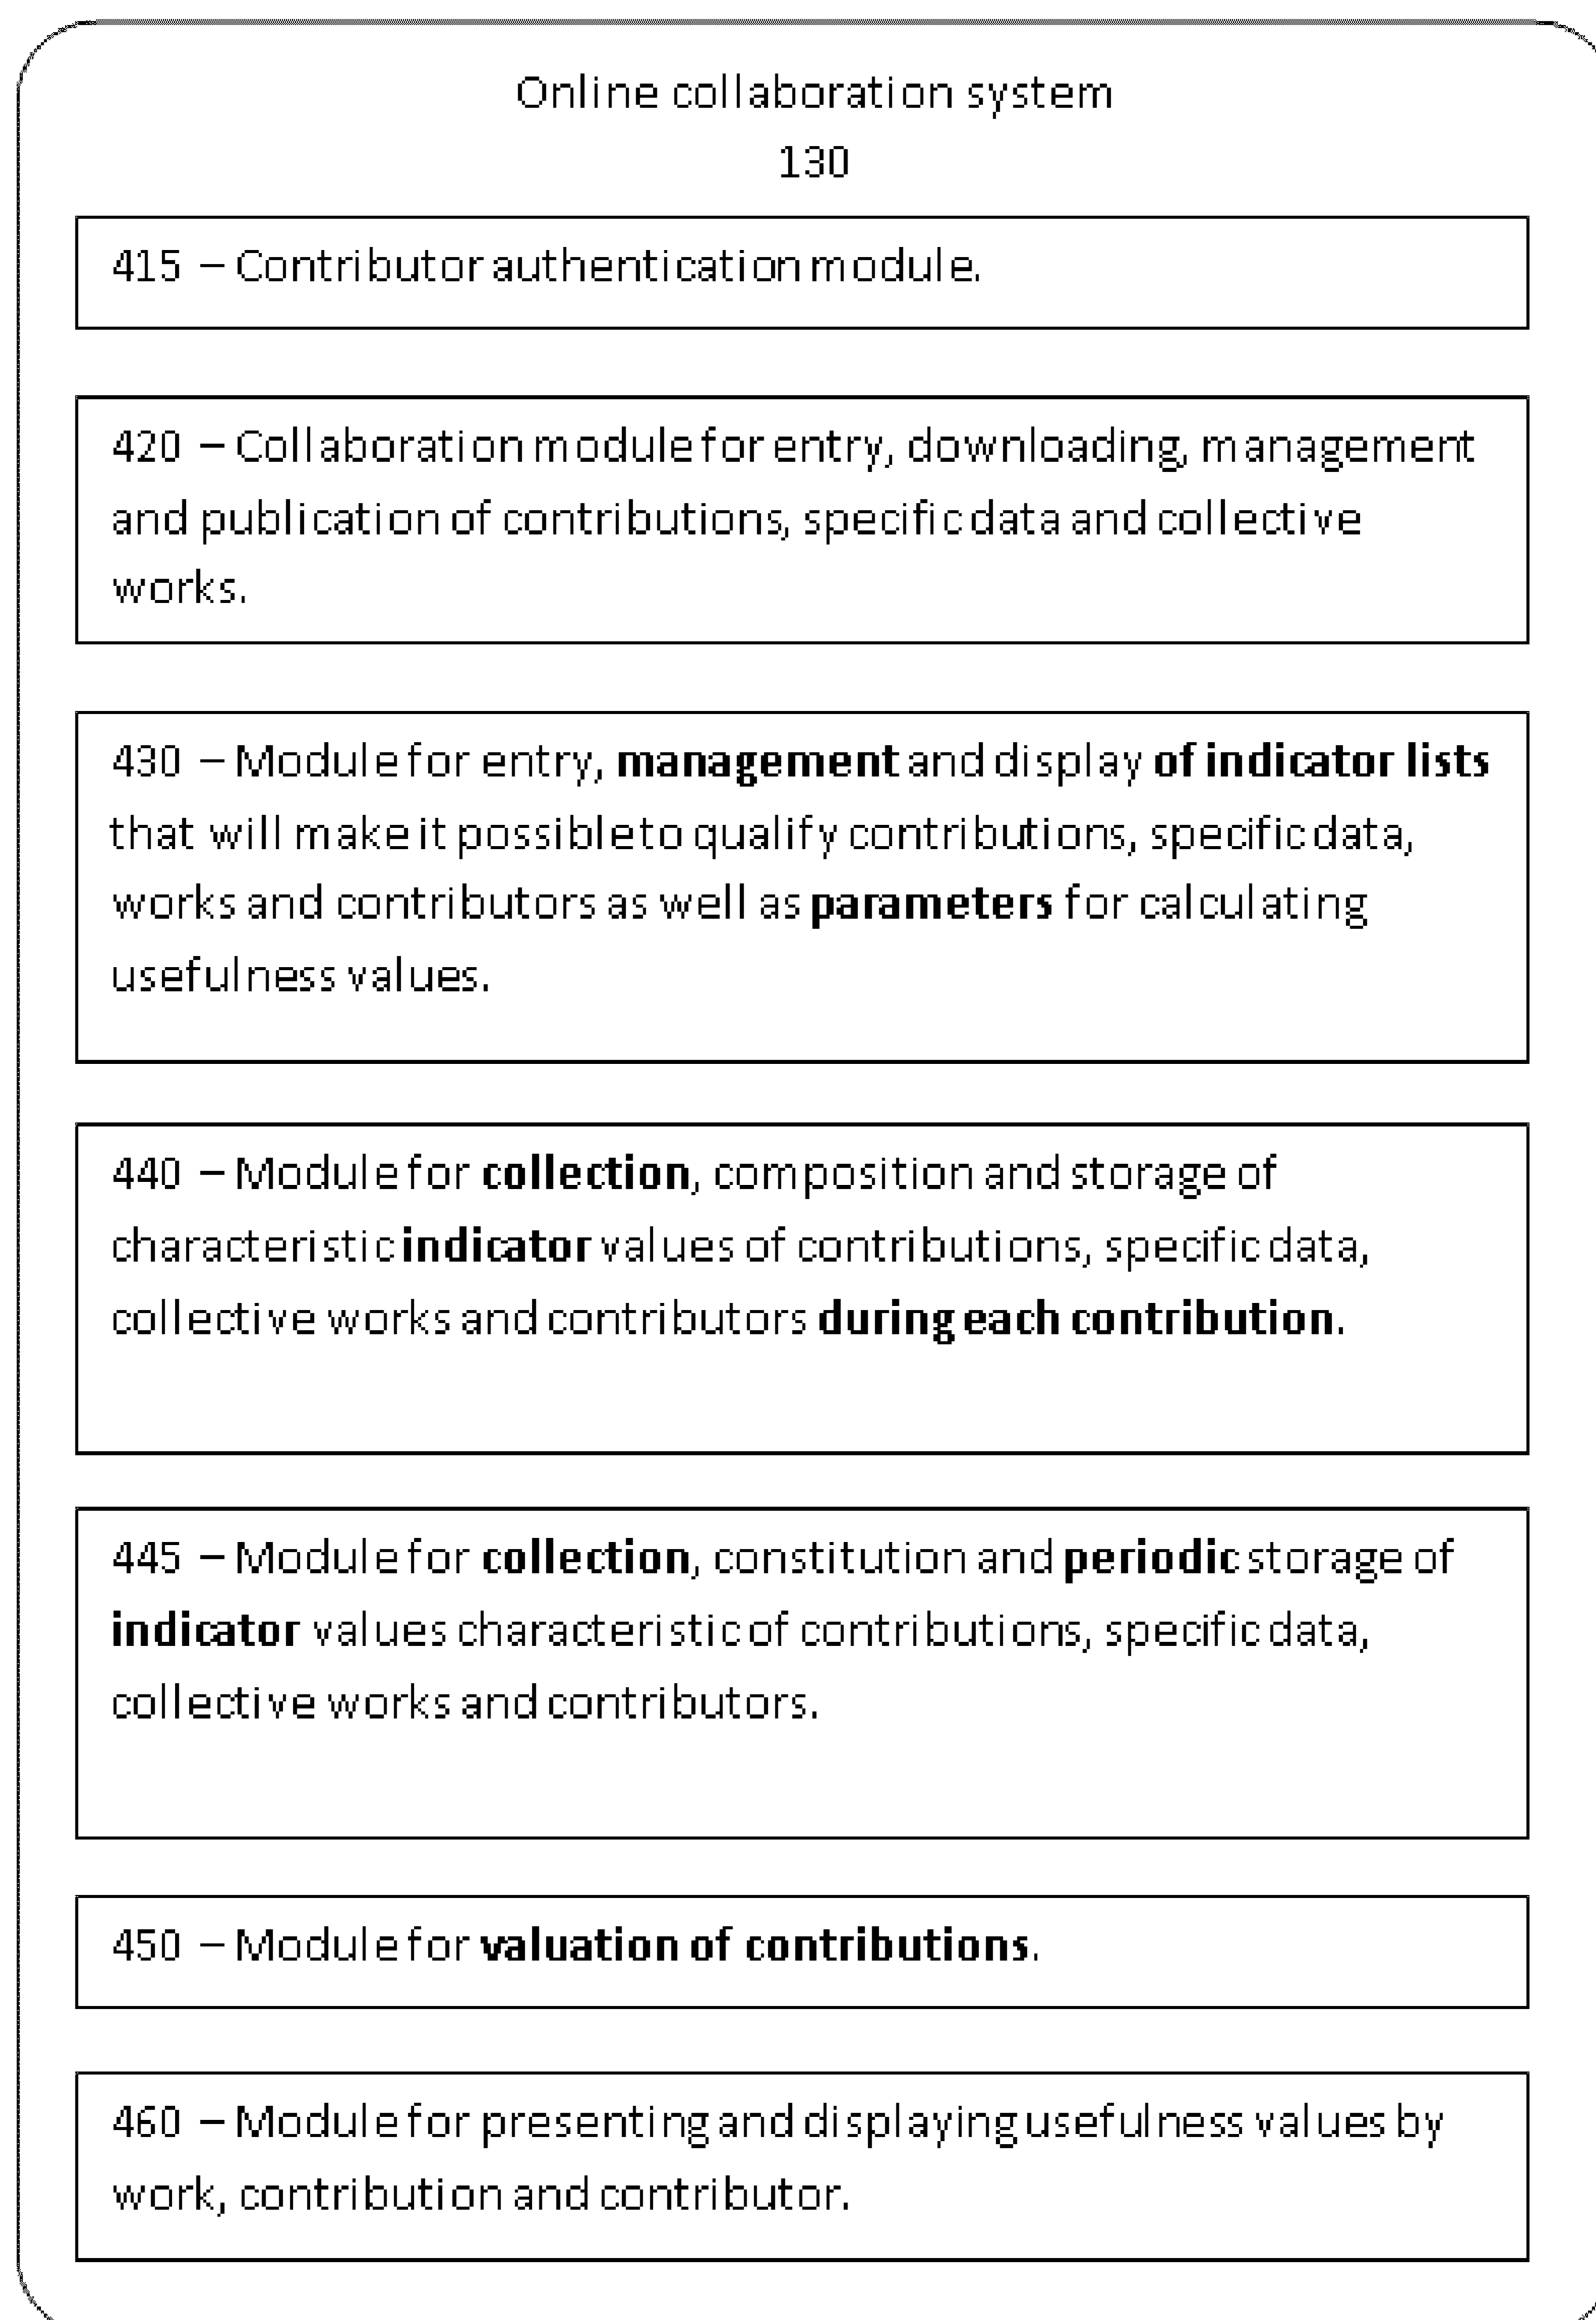 Online collaboration system
130
415 – Contributor authentication module.
420 – Collaboration module for entry, downloading, management
and publication of contributions, specific data and collective
works.
430 – Module for entry, management and display of indicator lists
that will make it possible to qualify contributions, specific data,
works and contributors as well as parameters for calculating
usefulness values.
440 – Module for collection, composition and storage of
characteristic indicator values of contributions, specific data,
collective works and contributors during each contribution.
445 – Module for collection, constitution and periodic storage of
indicator values characteristic of contributions, specific data,
collective works and contributors.
450 – Module for valuation of contributions.
460 – Module for presenting and displaying usefulness values by
work, contribution and contributor.